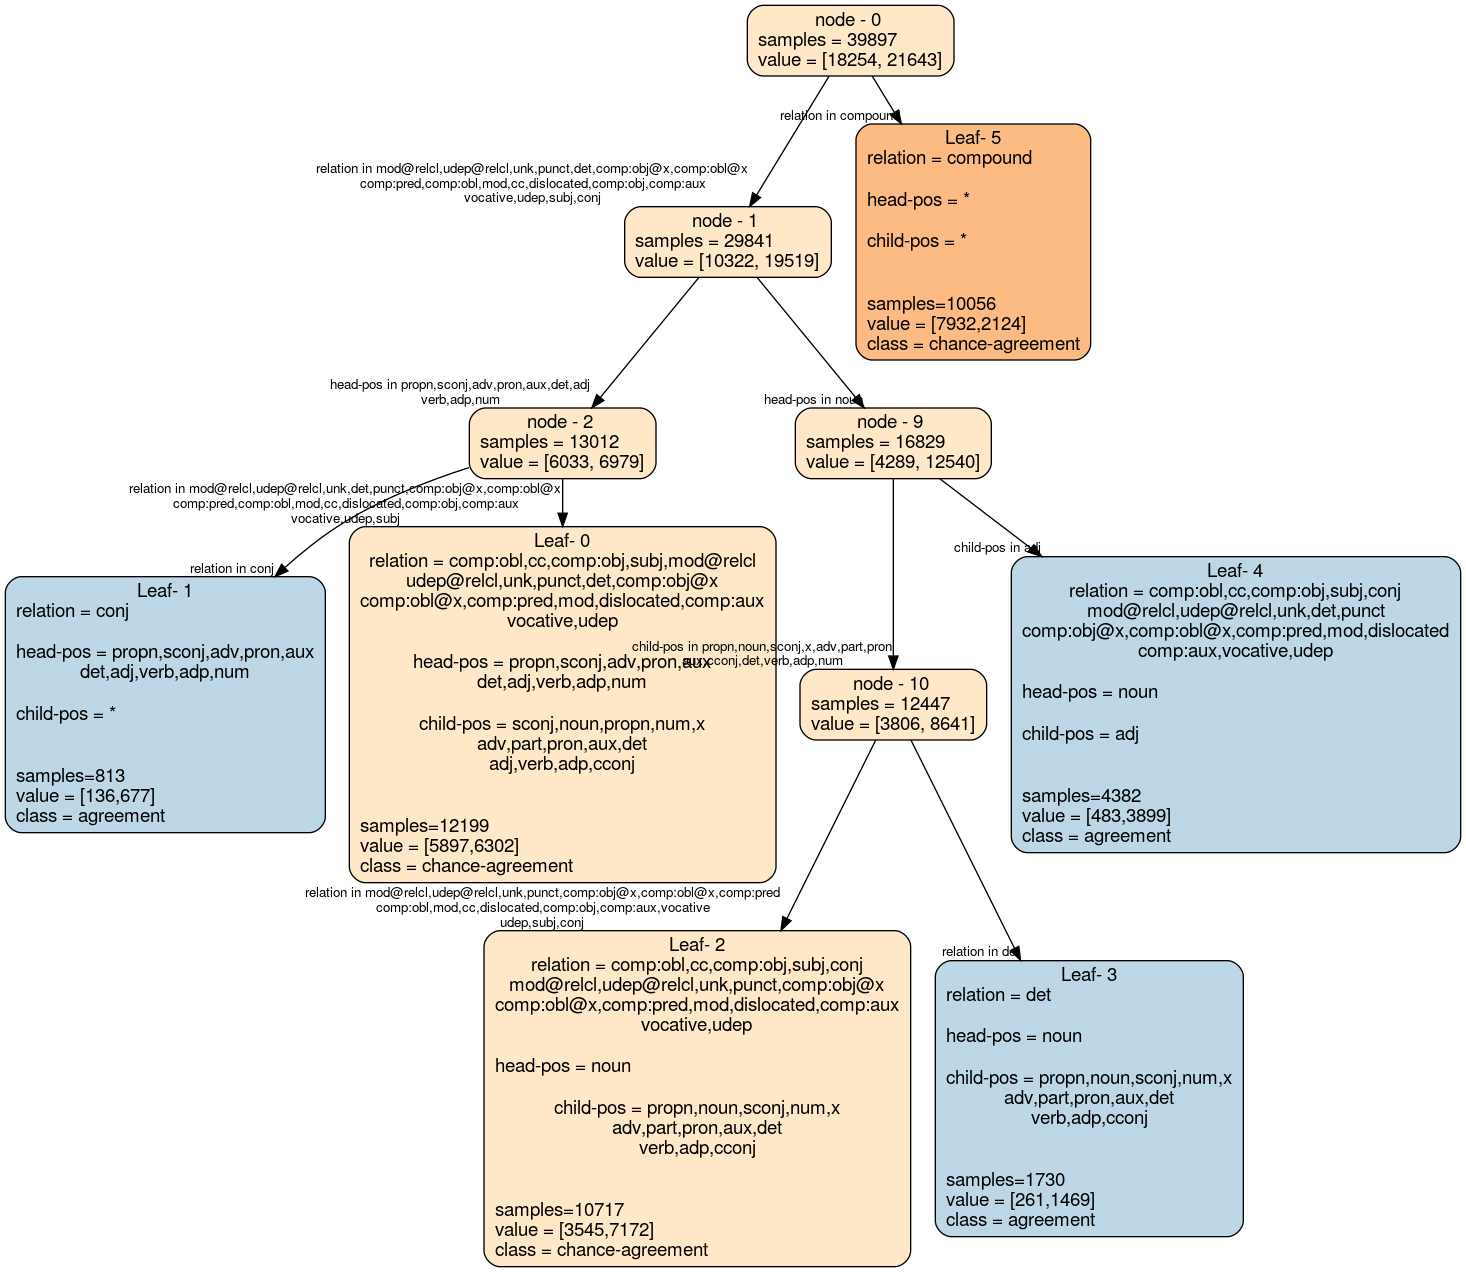 node - 0
samples = 39897
value = [18254, 21643]
relation in compound
Leaf- 5
relation = compound
head-pos = *
child-pos = *
samples=10056
value = [7932,2124]
class = chance-agreement
relation in mod@relcl,udep@relcl,unk,punct,det,comp:obj@x,comp:obl@x
comp:pred,comp:obl,mod,cc,dislocated,comp:obj,comp:aux
vocative,udep,subj,conj
node - 1
samples = 29841
value = [10322, 19519]
head-pos in propn,sconj,adv,pron,aux,det,adj
verb,adp,num
node - 2
samples = 13012
value = [6033, 6979]
head-pos in noun
node - 9
samples = 16829
value = [4289, 12540]
relation in mod@relcl,udep@relcl,unk,det,punct,comp:obj@x,comp:obl@x
comp:pred,comp:obl,mod,cc,dislocated,comp:obj,comp:aux
vocative,udep,subj
relation in conj
Leaf- 1
relation = conj
head-pos = propn,sconj,adv,pron,aux
det,adj,verb,adp,num
child-pos = *
samples=813
value = [136,677]
class = agreement
Leaf- 0
relation = comp:obl,cc,comp:obj,subj,mod@relcl
udep@relcl,unk,punct,det,comp:obj@x
comp:obl@x,comp:pred,mod,dislocated,comp:aux
vocative,udep
head-pos = propn,sconj,adv,pron,aux
det,adj,verb,adp,num
child-pos = sconj,noun,propn,num,x
adv,part,pron,aux,det
adj,verb,adp,cconj
samples=12199
value = [5897,6302]
class = chance-agreement
child-pos in propn,noun,sconj,x,adv,part,pron
aux,cconj,det,verb,adp,num
node - 10
samples = 12447
value = [3806, 8641]
child-pos in adj
Leaf- 4
relation = comp:obl,cc,comp:obj,subj,conj
mod@relcl,udep@relcl,unk,det,punct
comp:obj@x,comp:obl@x,comp:pred,mod,dislocated
comp:aux,vocative,udep
head-pos = noun
child-pos = adj
samples=4382
value = [483,3899]
class = agreement
relation in mod@relcl,udep@relcl,unk,punct,comp:obj@x,comp:obl@x,comp:pred
comp:obl,mod,cc,dislocated,comp:obj,comp:aux,vocative
udep,subj,conj
Leaf- 2
relation = comp:obl,cc,comp:obj,subj,conj
mod@relcl,udep@relcl,unk,punct,comp:obj@x
comp:obl@x,comp:pred,mod,dislocated,comp:aux
vocative,udep
head-pos = noun
child-pos = propn,noun,sconj,num,x
adv,part,pron,aux,det
verb,adp,cconj
samples=10717
value = [3545,7172]
class = chance-agreement
relation in det
Leaf- 3
relation = det
head-pos = noun
child-pos = propn,noun,sconj,num,x
adv,part,pron,aux,det
verb,adp,cconj
samples=1730
value = [261,1469]
class = agreement